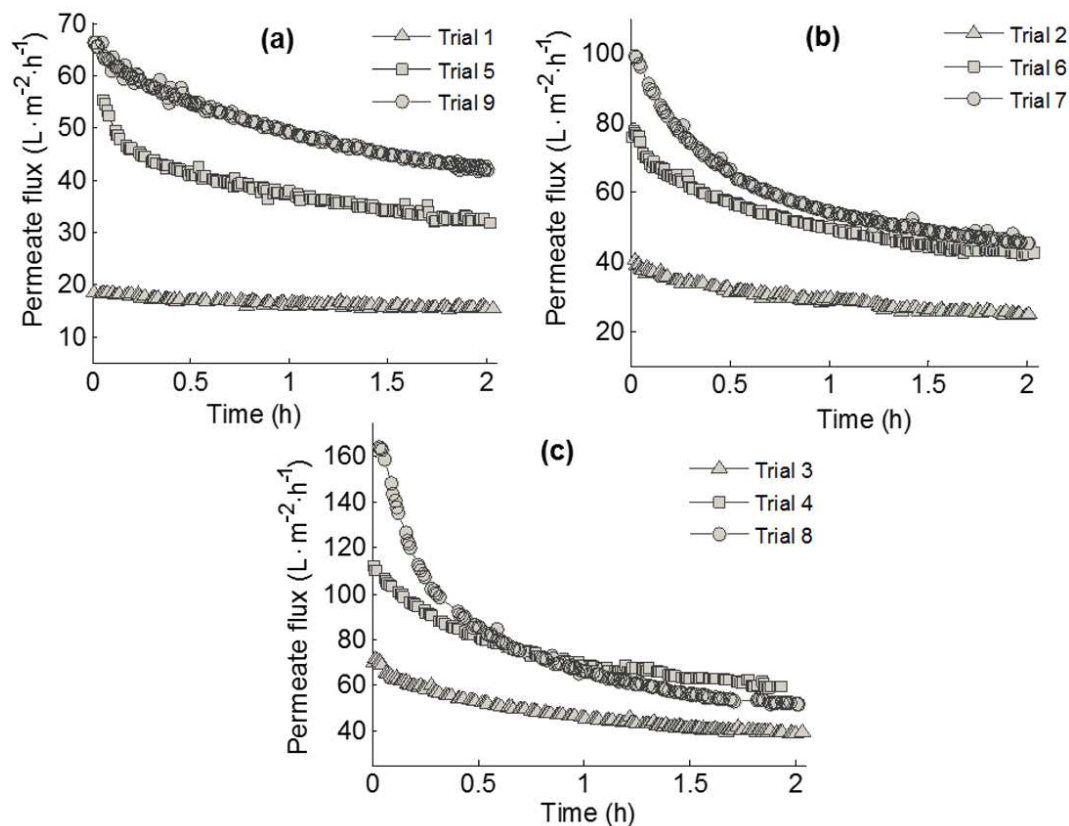 (a)
Trial 1
Trial 5
Trial 9
Permeate flux (L · m⁻² · h⁻¹)
70
60
50
40
30
20
10
0
0.5
1
1.5
2
Time (h)
(b)
Trial 2
Trial 6
Trial 7
Permeate flux (L · m⁻² · h⁻¹)
100
80
60
40
20
0
0.5
1
1.5
2
Time (h)
(c)
Trial 3
Trial 4
Trial 8
Permeate flux (L · m⁻² · h⁻¹)
160
140
120
100
80
60
40
0
0.5
1
1.5
2
Time (h)